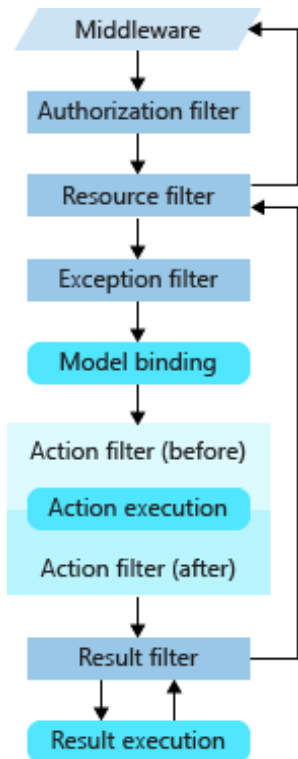 Middleware
Authorization filter
Resource filter
Exception filter
Model binding
Action filter (before)
Action execution
Action filter (after)
Result filter
Result execution